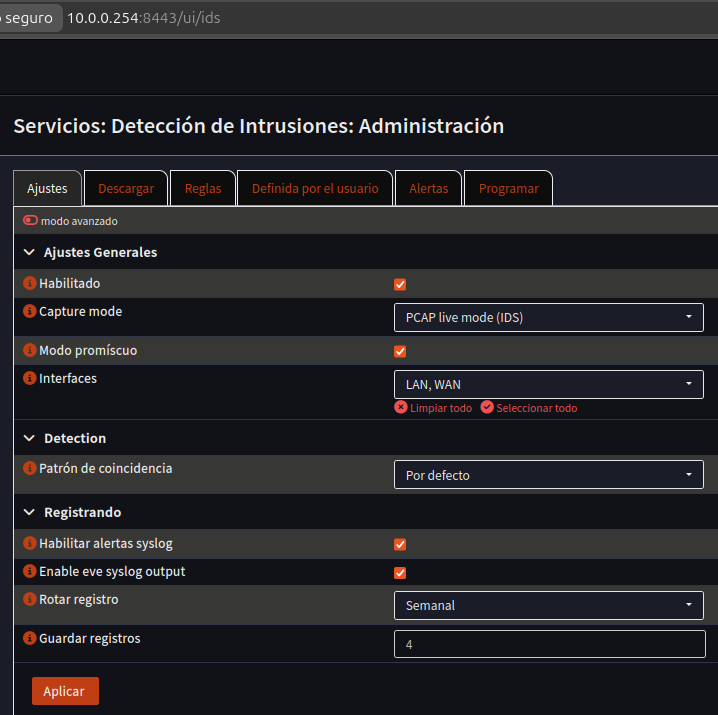 seguro 10.0.0.254:8443/ui/ids
Servicios: Detección de Intrusiones: Administración
Ajustes Descargar Reglas Definida por el usuario Alertas Programar
modo avanzado
Ajustes Generales
Habilitado
Capture mode PCAP live mode (IDS)
Modo promíscuo
Interfaces LAN, WAN
Limpiar todo Seleccionar todo
Detection
Patrón de coincidencia Por defecto
Registrando
Habilitar alertas syslog
Enable eve syslog output
Rotar registro Semanal
Guardar registros 4
Aplicar